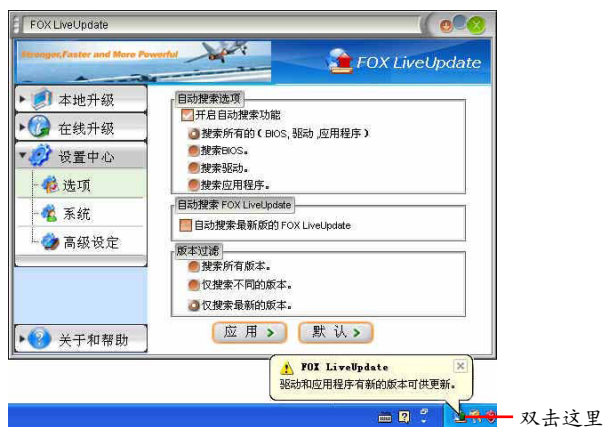 FOX LiveUpdate
Stronger,Faster and More Powerful
FOX LiveUpdate
本地升级
在线升级
设置中心
选项
系统
高级设定
关于和帮助
自动搜索选项
开启自动搜索功能
搜索所有的(BIOS,驱动,应用程序)
搜索BIOS。
搜索驱动。
搜索应用程序。
自动搜索 FOX LiveUpdate
自动搜索最新版的 FOX LiveUpdate
版本过滤
搜索所有版本。
仅搜索不同的版本。
仅搜索最新的版本。
应 用
默 认
FOX LiveUpdate
驱动和应用程序有新的版本可供更新。
双击这里